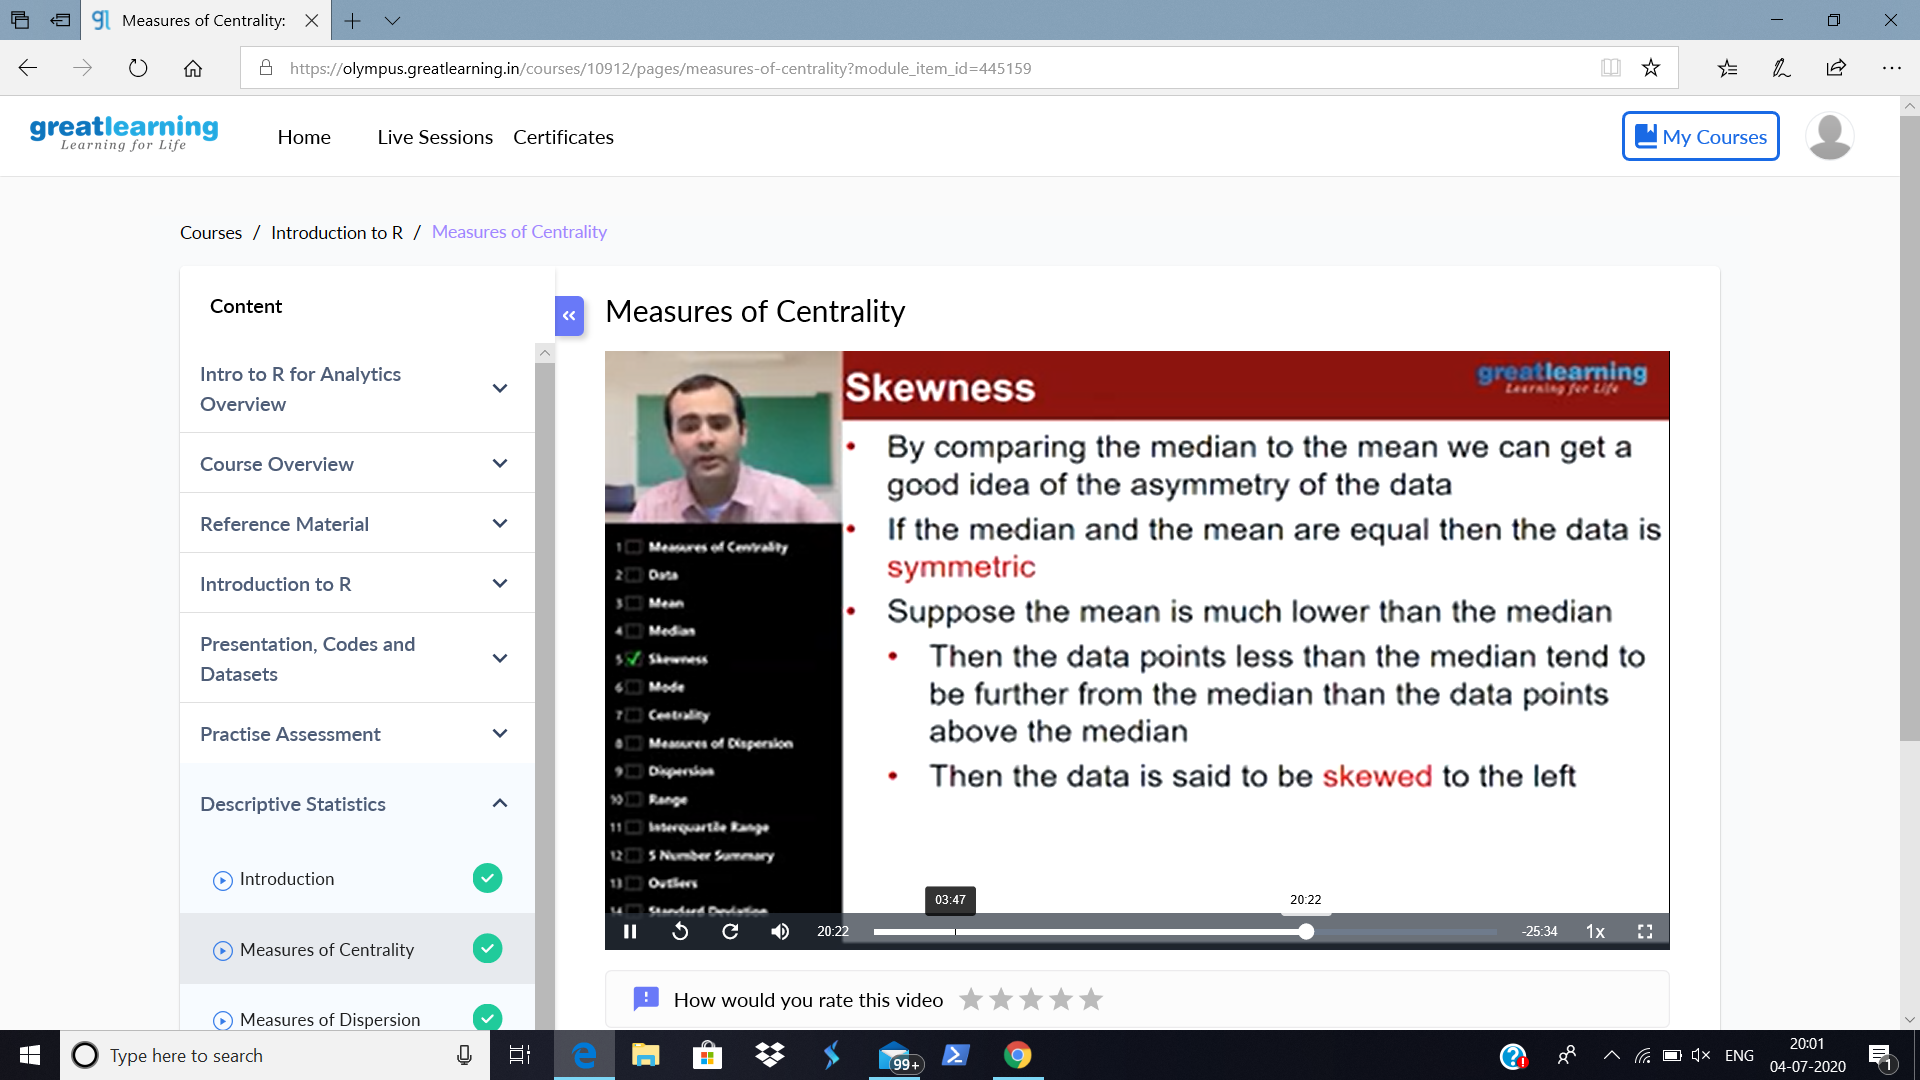 Measures of Centrality:
https://olympus.greatlearning.in/courses/10912/pages/measures-of-centrality?module_item_id=445159
greatlearning
Learning for Life
Home Live Sessions Certificates
My Courses
Courses / Introduction to R / Measures of Centrality
Content
Intro to R for Analytics
Overview
Course Overview
Reference Material
Introduction to R
Presentation, Codes and
Datasets
Practise Assessment
Descriptive Statistics
Introduction
Measures of Centrality
Measures of Dispersion
Measures of Centrality
Skewness
greatlearning
Learning for Life
• By comparing the median to the mean we can get a
good idea of the asymmetry of the data
• If the median and the mean are equal then the data is
symmetric
• Suppose the mean is much lower than the median
• Then the data points less than the median tend to
be further from the median than the data points
above the median
• Then the data is said to be skewed to the left
1 Measures of Centrality
2 Data
3 Mean
4 Median
5 Skewness
6 Mode
7 Centrality
8 Measures of Dispersion
9 Dispersion
10 Range
11 Interquartile Range
12 5 Number Summary
13 Outliers
14 Standard Deviation
03:47
20:22
20:22
-25:34
1x
How would you rate this video
Type here to search
99+
ENG
20:01
04-07-2020
1